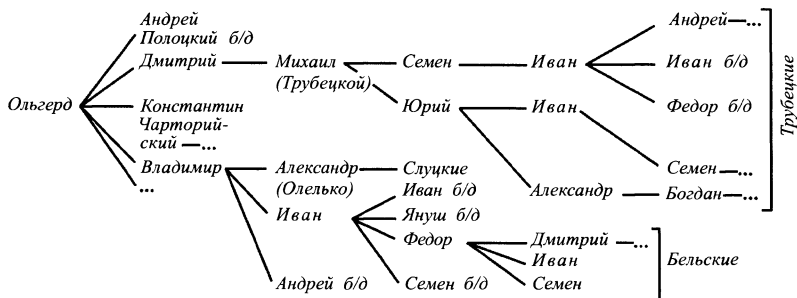 Андрей
Полоцкий б/д
Дмитрий
Михаил
(Трубецкой)
Семен
Иван
Андрей—...
Иван б/д
Федор б/д
Юрий
Иван
Семен—...
Александр
Богдан—...
Трубецкие
Ольгерд
Константин
Чарторий-
ский —...
Владимир
...
Александр
(Олелько)
Слуцкие
Иван
Иван б/д
Януш б/д
Федор
Семен б/д
Андрей б/д
Дмитрий —...
Иван
Семен
Бельские